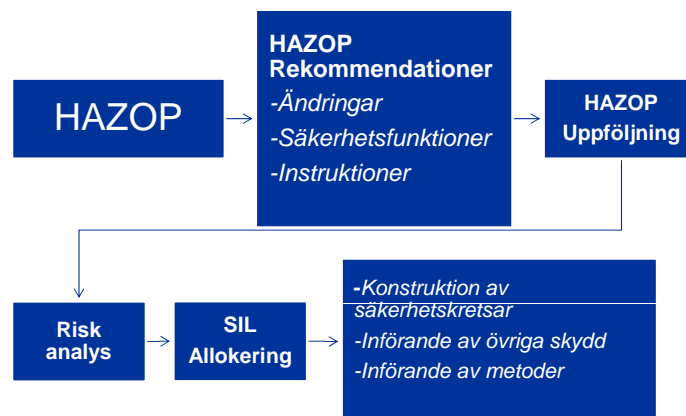 HAZOP
HAZOP
Rekommendationer
-Ändringar
-Säkerhetsfunktioner
-Instruktioner
HAZOP
Uppföljning
Risk
analys
SIL
Allokering
-Konstruktion av
säkerhetskretsar
-Införande av övriga skydd
-Införande av metoder